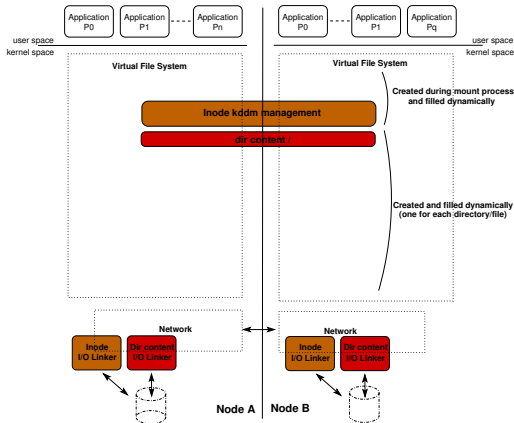 Application
P0
Application
P1
Application
Pn
Application
P0
Application
P1
Application
Pq
user space
kernel space
user space
kernel space
Virtual File System
Virtual File System
Created during mount process
and filled dynamically
Inode kddm management
dir content /
Created and filled dynamically
(one for each directory/file)
Network
Network
Inode
I/O Linker
Dir content
I/O Linker
Inode
I/O Linker
Dir content
I/O Linker
Node A
Node B